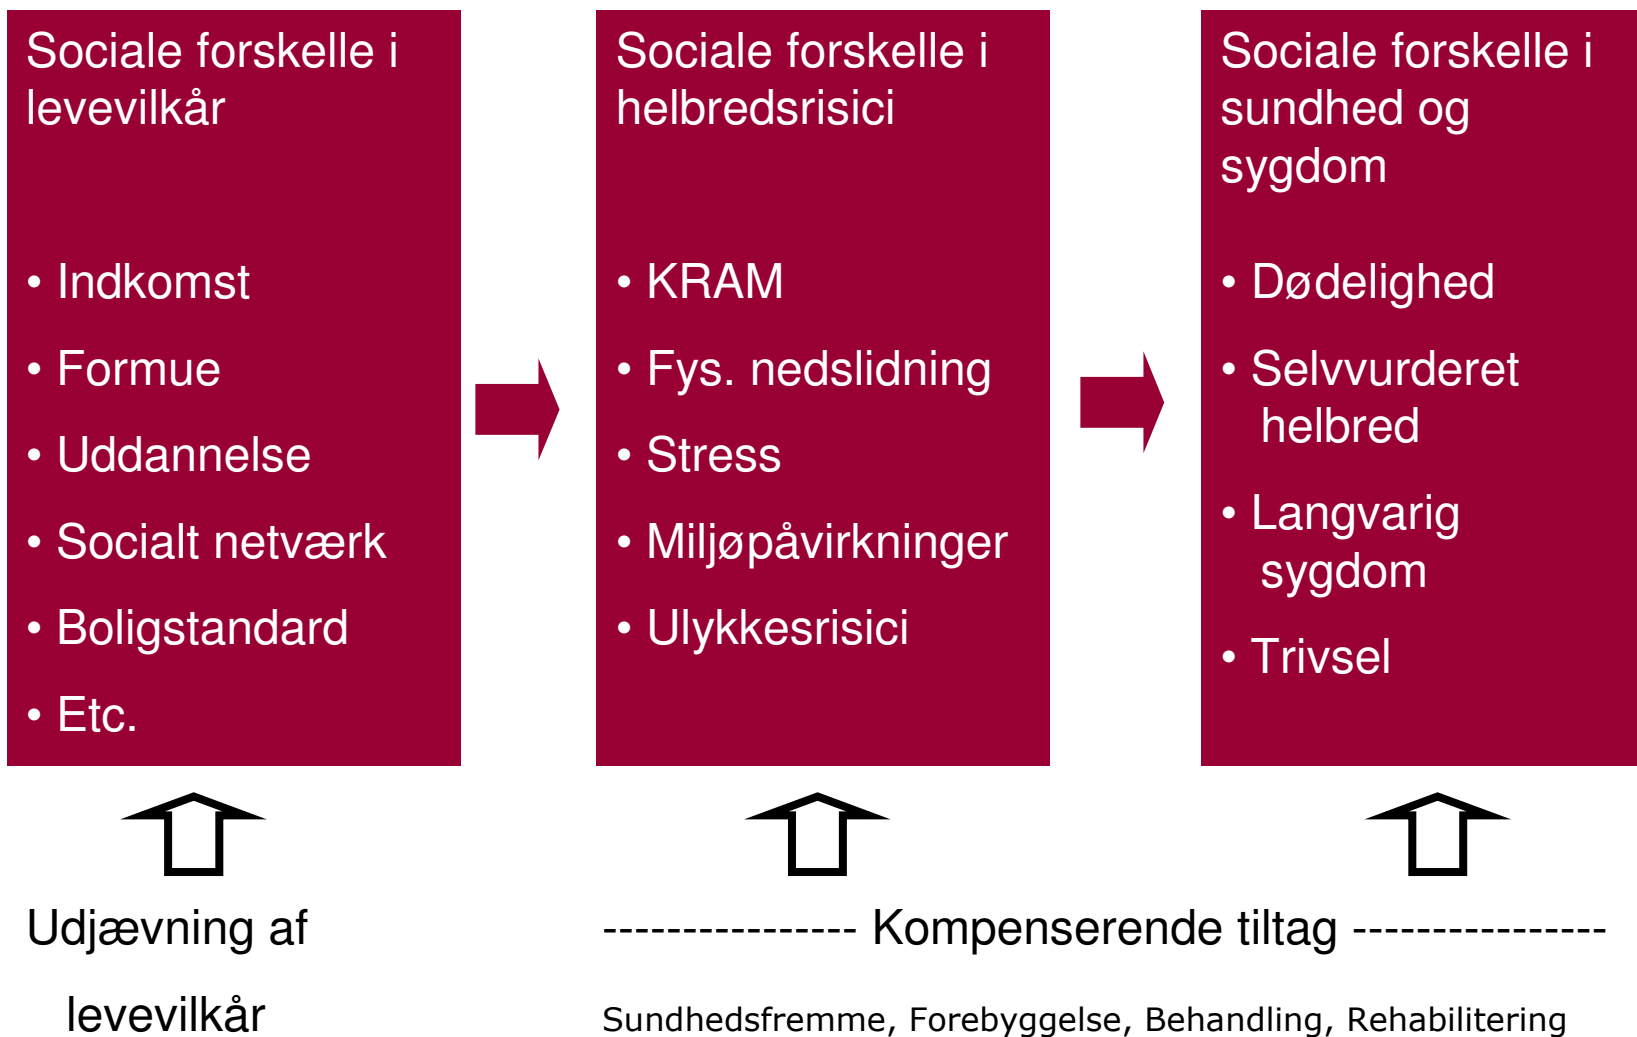 Sociale forskelle i
levevilkår
• Indkomst
• Formue
• Uddannelse
• Socialt netværk
• Boligstandard
• Etc.
Sociale forskelle i
helbredsrisici
• KRAM
• Fys. nedslidning
• Stress
• Miljøpåvirkninger
• Ulykkesrisici
Sociale forskelle i
sundhed og
sygdom
• Dødelighed
• Selvvurderet
helbred
• Langvarig
sygdom
• Trivsel
Udjævning af
levevilkår
---------------- Kompenserende tiltag ----------------
Sundhedsfremme, Forebyggelse, Behandling, Rehabilitering